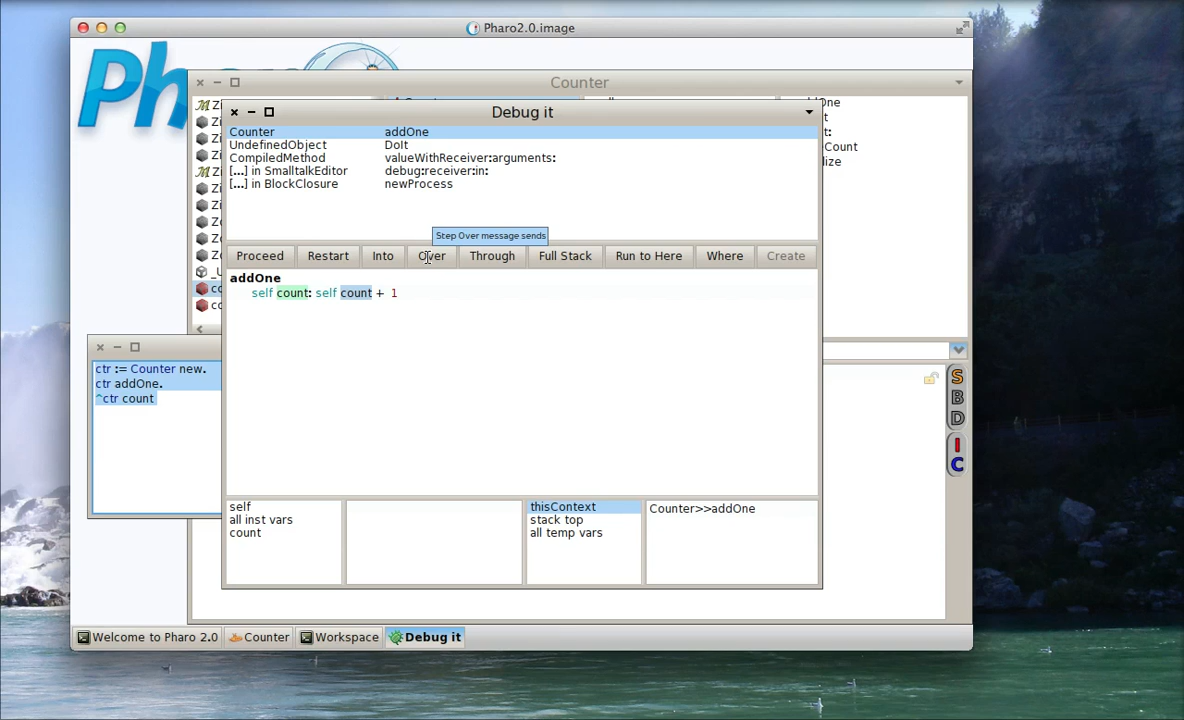 Pharo2.0.image
Ph
Counter
Debug it
Counter addOne
UndefinedObject DoIt
CompiledMethod valueWithReceiver:arguments:
[...] in SmalltalkEditor debug:receiver:in:
[...] in BlockClosure newProcess
Step Over message sends
Proceed Restart Into Over Through Full Stack Run to Here Where Create
addOne
self count: self count + 1
ctr := Counter new.
ctr addOne.
^ctr count
S
B
D
I
C
self
all inst vars
count
thisContext
stack top
all temp vars
Counter>>addOne
Welcome to Pharo 2.0 Counter Workspace Debug it